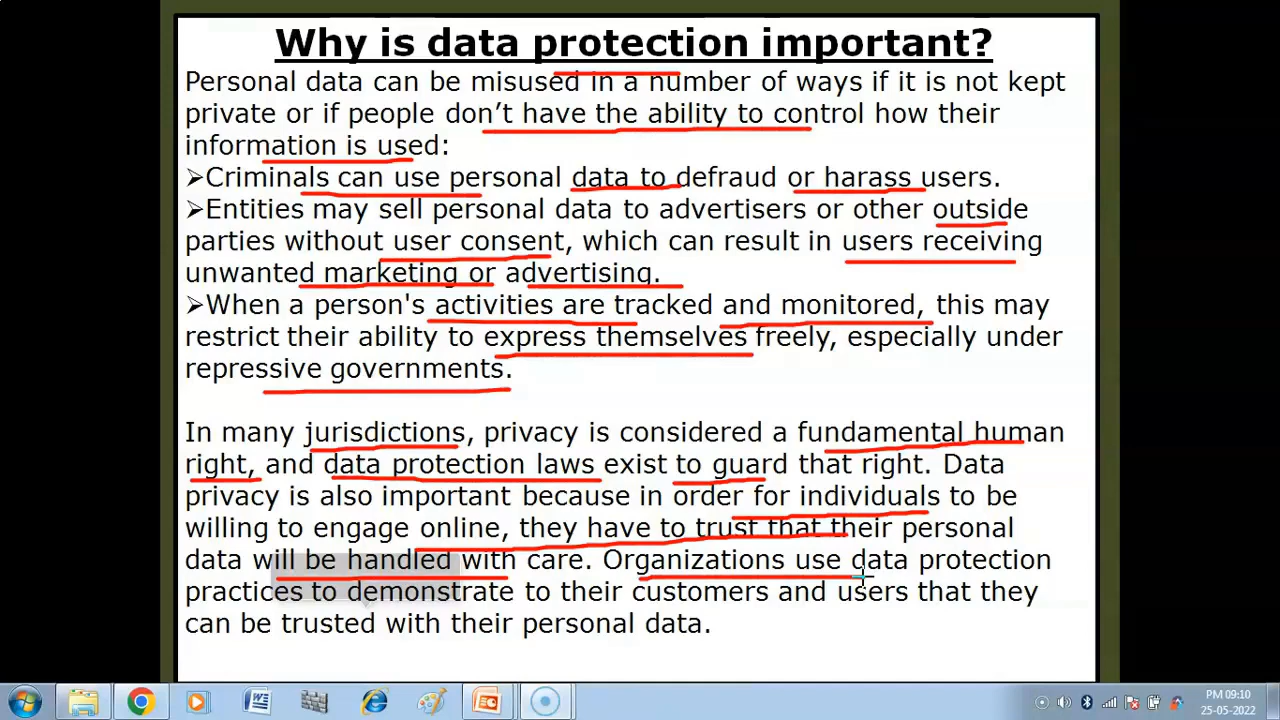 Why is data protection important?
Personal data can be misused in a number of ways if it is not kept
private or if people don’t have the ability to control how their
information is used:
➢Criminals can use personal data to defraud or harass users.
➢Entities may sell personal data to advertisers or other outside
parties without user consent, which can result in users receiving
unwanted marketing or advertising.
➢When a person's activities are tracked and monitored, this may
restrict their ability to express themselves freely, especially under
repressive governments.
In many jurisdictions, privacy is considered a fundamental human
right, and data protection laws exist to guard that right. Data
privacy is also important because in order for individuals to be
willing to engage online, they have to trust that their personal
data will be handled with care. Organizations use data protection
practices to demonstrate to their customers and users that they
can be trusted with their personal data.
PM 09:10
25-05-2022